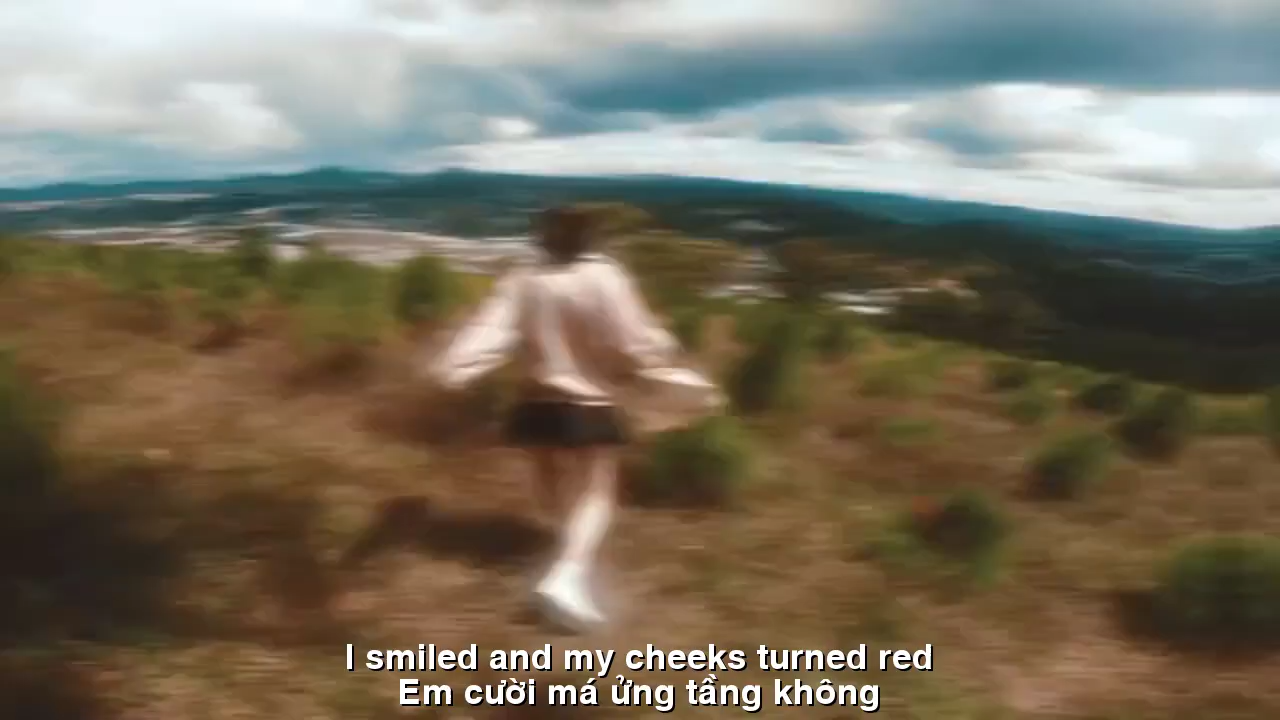 I smiled and my cheeks turned red
Em cười má ửng tầng không